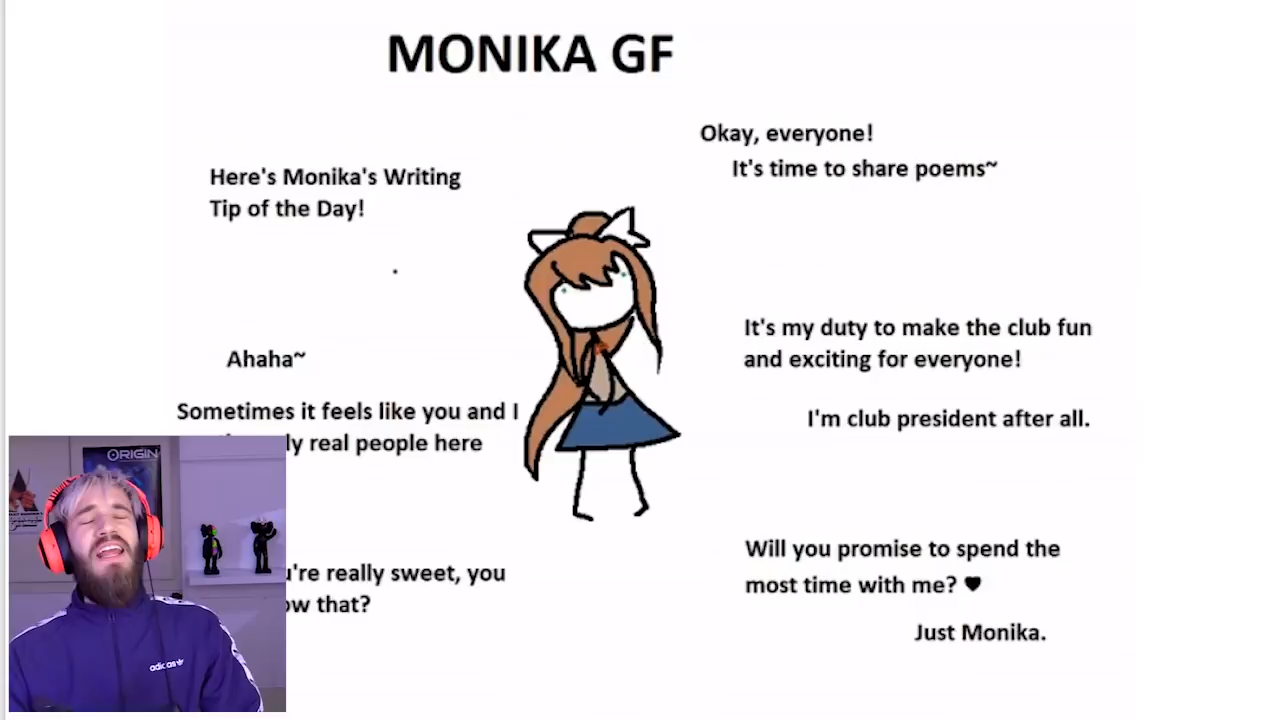 MONIKA GF
Okay, everyone!
It's time to share poems~
Here's Monika's Writing
Tip of the Day!
Ahaha~
It's my duty to make the club fun
and exciting for everyone!
Sometimes it feels like you and I
real people here
I'm club president after all.
ORIGIN
really sweet, you
that?
Will you promise to spend the
most time with me? ♥
Just Monika.
adidas